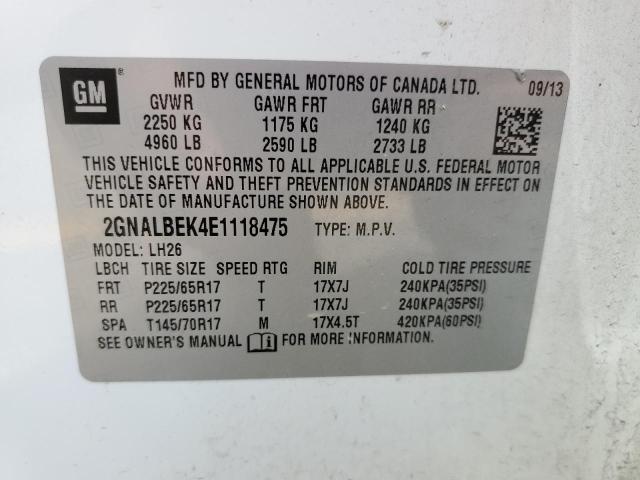 GM ®
MFD BY GENERAL MOTORS OF CANADA LTD. 09/13
GVWR GAWR FRT GAWR RR
2250 KG 1175 KG 1240 KG
4960 LB 2590 LB 2733 LB
THIS VEHICLE CONFORMS TO ALL APPLICABLE U.S. FEDERAL MOTOR
VEHICLE SAFETY AND THEFT PREVENTION STANDARDS IN EFFECT ON
THE DATE OF MANUFACTURE SHOWN ABOVE.
2GNALBEK4E1118475 TYPE: M.P.V.
MODEL: LH26
LBCH TIRE SIZE SPEED RTG RIM COLD TIRE PRESSURE
FRT P225/65R17 T 17X7J 240KPA(35PSI)
RR P225/65R17 T 17X7J 240KPA(35PSI)
SPA T145/70R17 M 17X4.5T 420KPA(60PSI)
SEE OWNER'S MANUAL i FOR MORE INFORMATION.